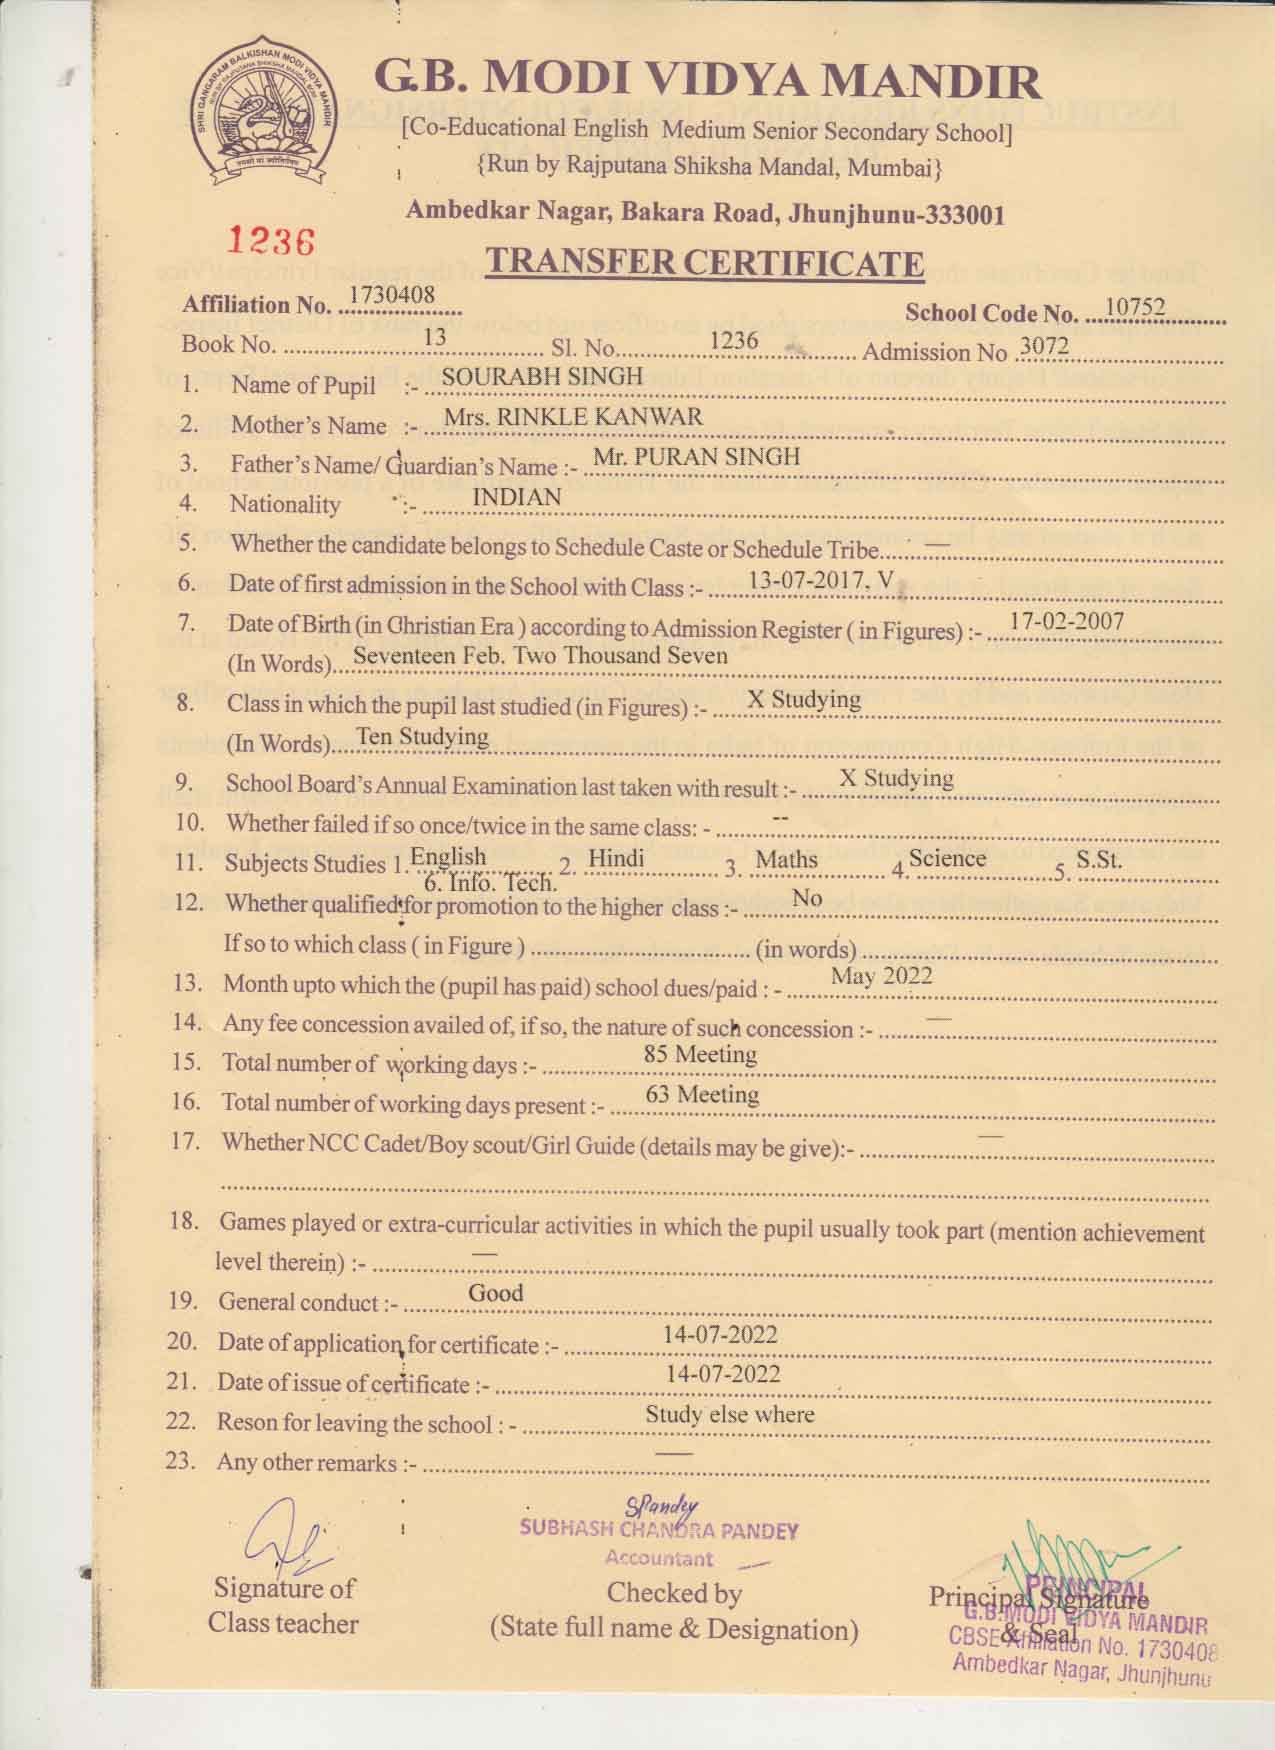 SHRI GANGARAM BALKISHAN MODI VIDYA MANDIR
G.B. MODI VIDYA MANDIR
[Co-Educational English Medium Senior Secondary School]
{Run by Rajputana Shiksha Mandal, Mumbai}
Ambedkar Nagar, Bakara Road, Jhunjhunu-333001
1236
TRANSFER CERTIFICATE
Affiliation No. 1730408 School Code No. 10752
Book No. 13 Sl. No. 1236 Admission No 3072
1. Name of Pupil :- SOURABH SINGH
2. Mother's Name :- Mrs. RINKLE KANWAR
3. Father's Name/ Guardian's Name :- Mr. PURAN SINGH
4. Nationality :- INDIAN
5. Whether the candidate belongs to Schedule Caste or Schedule Tribe..... —
6. Date of first admission in the School with Class :- 13-07-2017, V
7. Date of Birth (in Christian Era ) according to Admission Register ( in Figures) :- 17-02-2007
(In Words)... Seventeen Feb. Two Thousand Seven
8. Class in which the pupil last studied (in Figures) :- X Studying
(In Words).... Ten Studying
9. School Board's Annual Examination last taken with result :- X Studying
10. Whether failed if so once/twice in the same class: - --
11. Subjects Studies 1. English 2. Hindi 3. Maths 4. Science 5. S.St.
6. Info. Tech.
12. Whether qualified for promotion to the higher class :- No
If so to which class ( in Figure ) .................... (in words) ....................
13. Month upto which the (pupil has paid) school dues/paid : - May 2022
14. Any fee concession availed of, if so, the nature of such concession :- —
15. Total number of working days :- 85 Meeting
16. Total number of working days present :- 63 Meeting
17. Whether NCC Cadet/Boy scout/Girl Guide (details may be give):- —
18. Games played or extra-curricular activities in which the pupil usually took part (mention achievement
level therein) :- —
19. General conduct :- Good
20. Date of application for certificate :- 14-07-2022
21. Date of issue of certificate :- 14-07-2022
22. Reson for leaving the school : - Study else where
23. Any other remarks :- —
SPandey
SUBHASH CHANDRA PANDEY
Accountant
Signature of
Class teacher
Checked by
(State full name & Designation)
Principal Signature
& Seal
PRINCIPAL
G.B.MODI VIDYA MANDIR
CBSE Affiliation No. 1730408
Ambedkar Nagar, Jhunjhunu